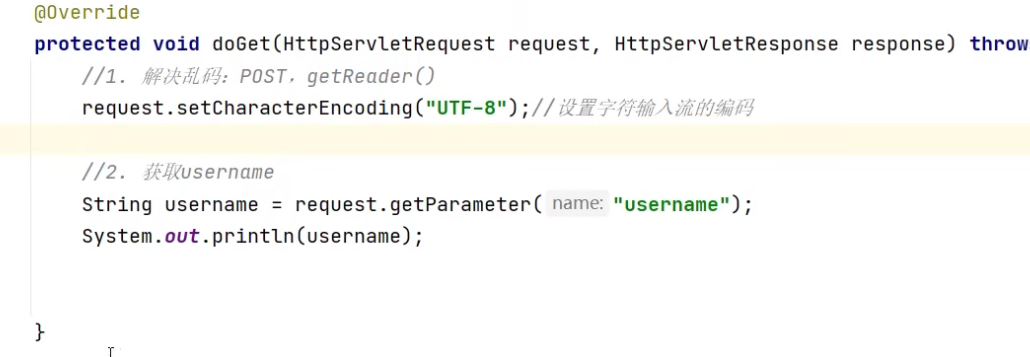 @Override
protected void doGet(HttpServletRequest request, HttpServletResponse response) throw
//1. 解决乱码：POST，getReader()
request.setCharacterEncoding("UTF-8");//设置字符输入流的编码
//2. 获取username
String username = request.getParameter( name: "username");
System.out.println(username);
}